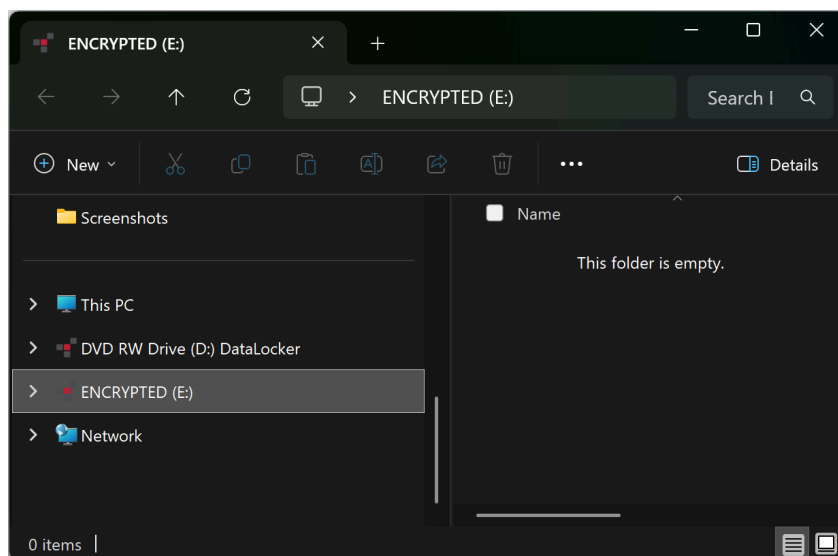 ENCRYPTED (E:)
ENCRYPTED (E:)
Search
New
Details
Screenshots
Name
This folder is empty.
This PC
DVD RW Drive (D:) DataLocker
ENCRYPTED (E:)
Network
0 items